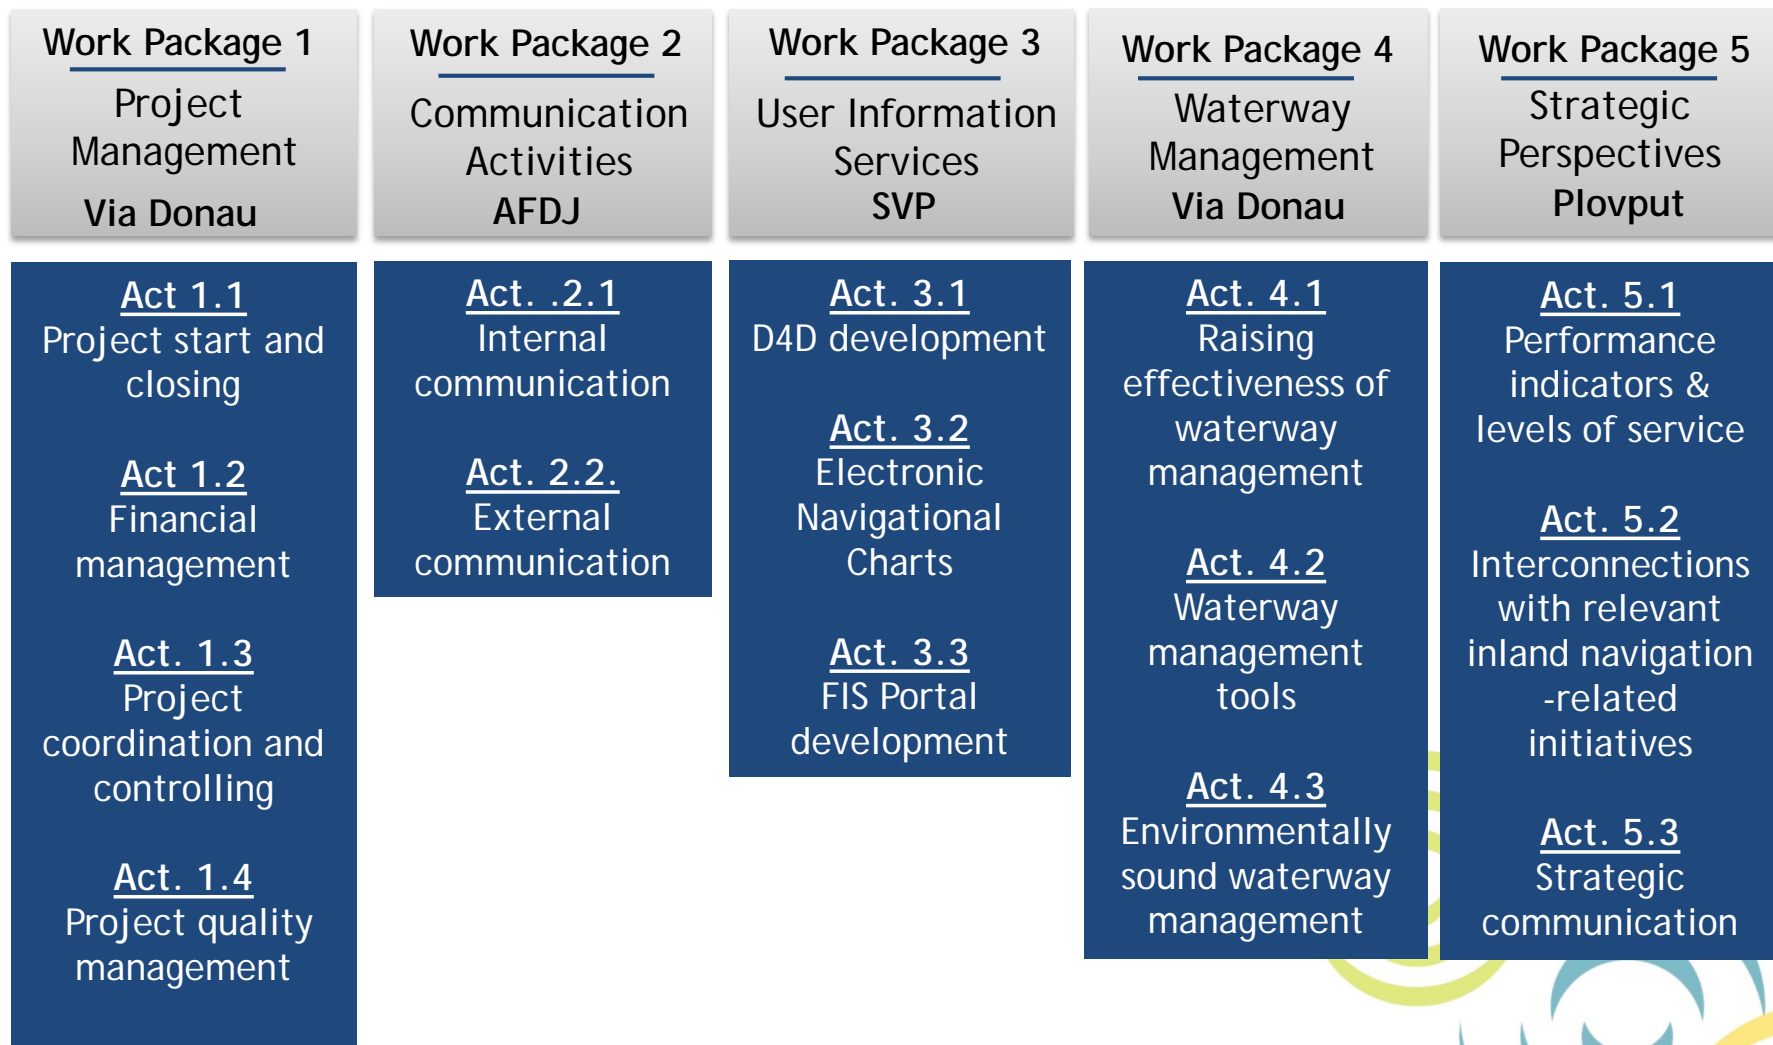 Work Package 1
Project
Management
Via Donau
Act 1.1
Project start and
closing
Act 1.2
Financial
management
Act. 1.3
Project
coordination and
controlling
Act. 1.4
Project quality
management
Work Package 2
Communication
Activities
AFDJ
Act. .2.1
Internal
communication
Act. 2.2.
External
communication
Work Package 3
User Information
Services
SVP
Act. 3.1
D4D development
Act. 3.2
Electronic
Navigational
Charts
Act. 3.3
FIS Portal
development
Work Package 4
Waterway
Management
Via Donau
Act. 4.1
Raising
effectiveness of
waterway
management
Act. 4.2
Waterway
management
tools
Act. 4.3
Environmentally
sound waterway
management
Work Package 5
Strategic
Perspectives
Plovput
Act. 5.1
Performance
indicators &
levels of service
Act. 5.2
Interconnections
with relevant
inland navigation
-related
initiatives
Act. 5.3
Strategic
communication